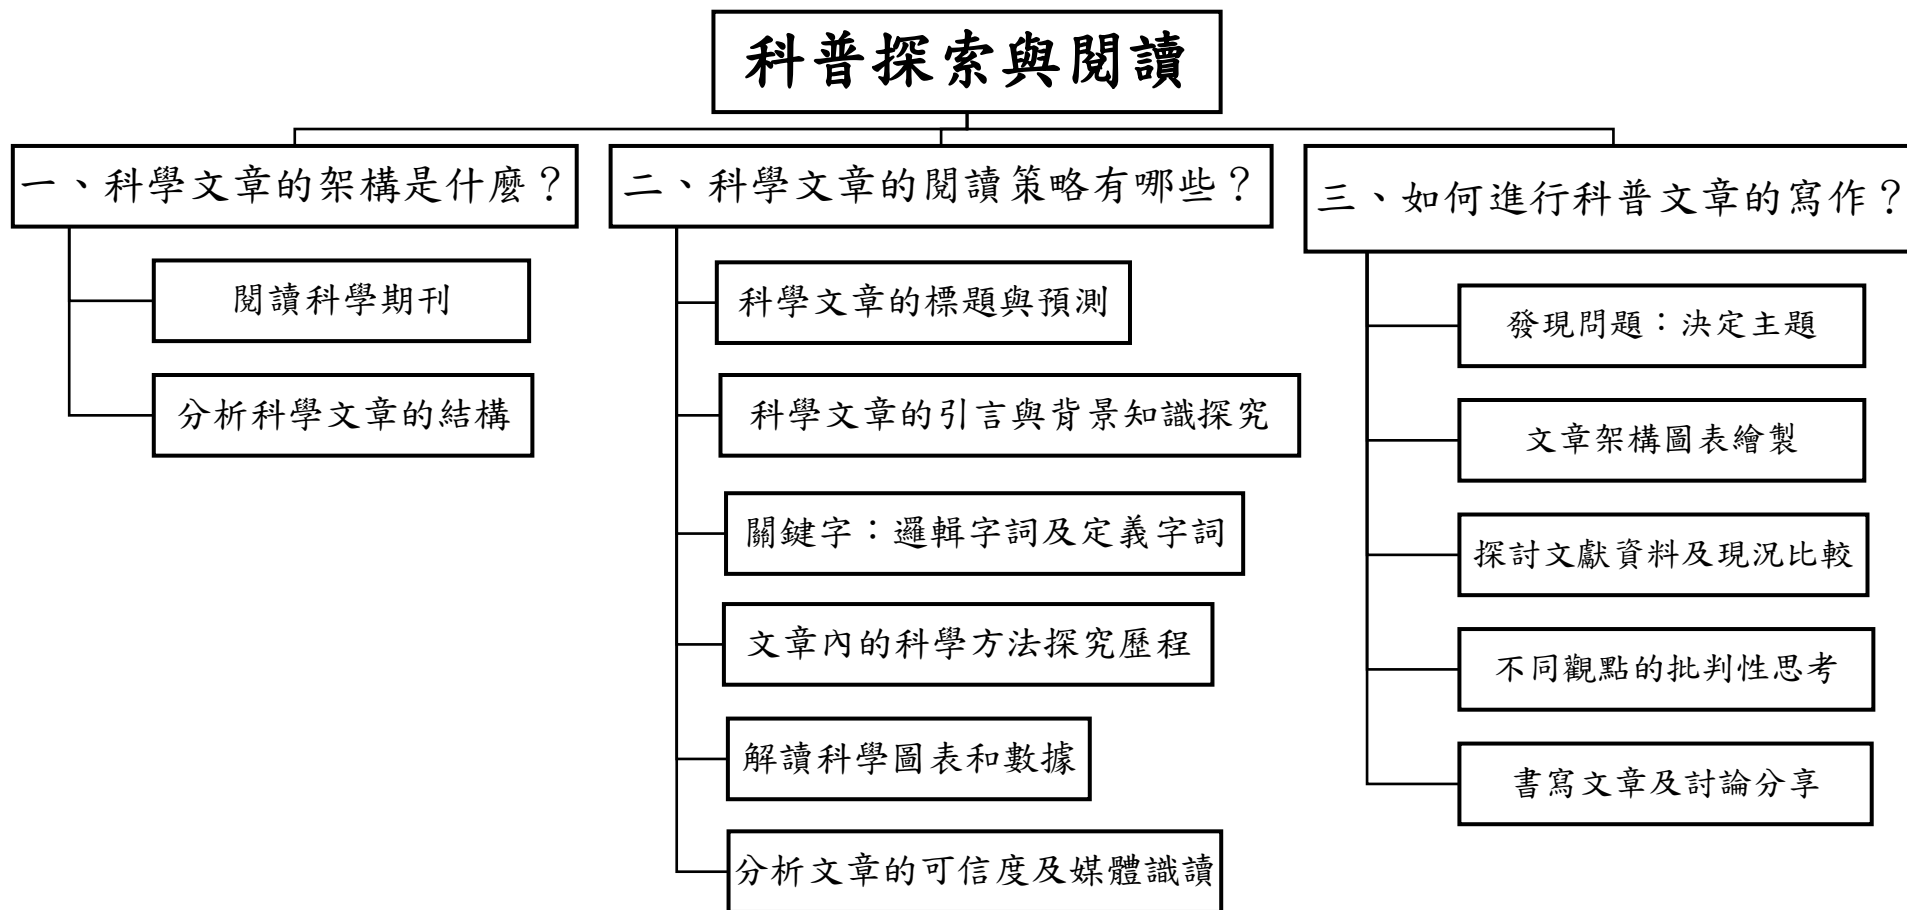 科普探索與閱讀
一、科學文章的架構是什麼？
閱讀科學期刊
分析科學文章的結構
二、科學文章的閱讀策略有哪些？
科學文章的標題與預測
科學文章的引言與背景知識探究
關鍵字：邏輯字詞及定義字詞
文章內的科學方法探究歷程
解讀科學圖表和數據
分析文章的可信度及媒體識讀
三、如何進行科普文章的寫作？
發現問題：決定主題
文章架構圖表繪製
探討文獻資料及現況比較
不同觀點的批判性思考
書寫文章及討論分享